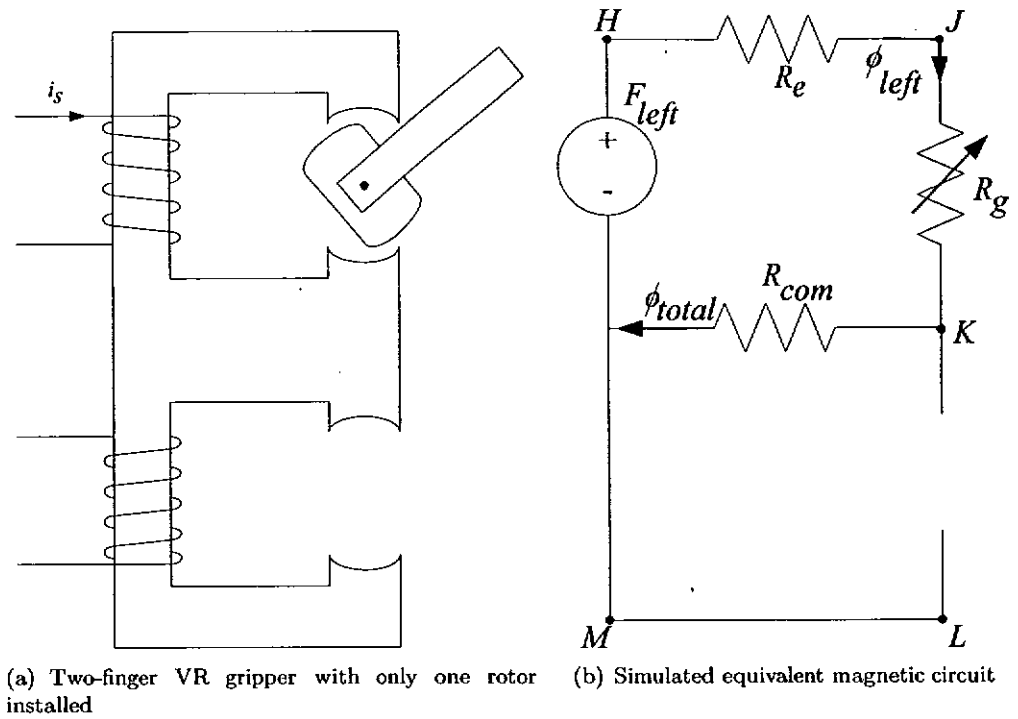 i_s
H
J
R_e
ϕ_left
F_left
+
-
R_g
R_com
ϕ_total
K
M
L
(a) Two-finger VR gripper with only one rotor
installed
(b) Simulated equivalent magnetic circuit